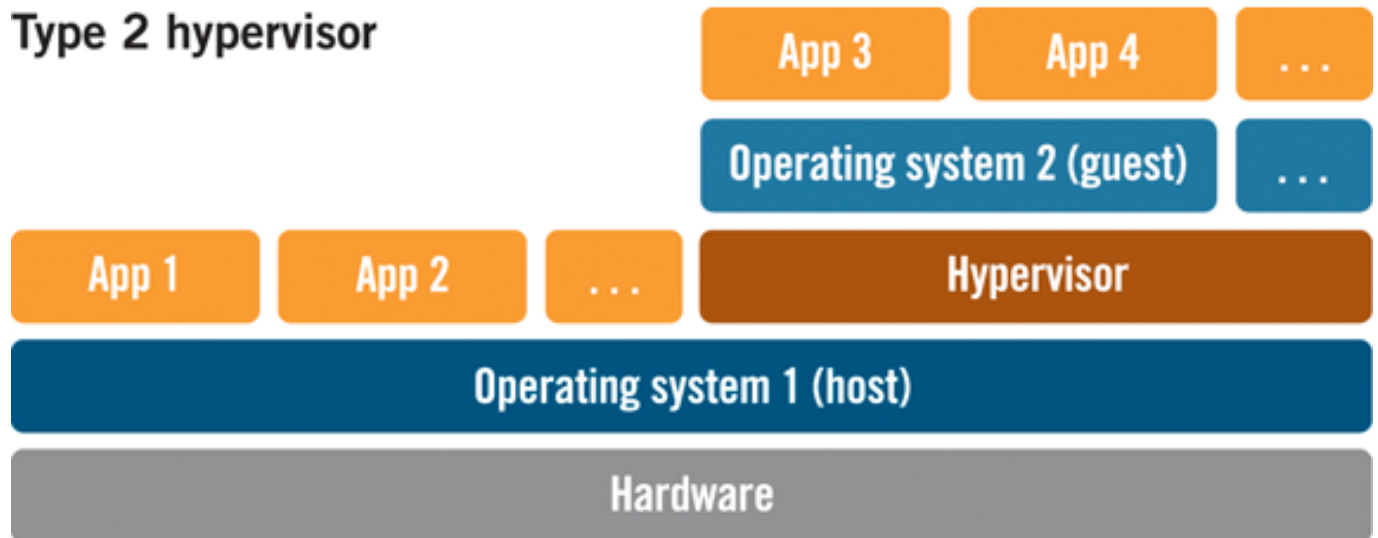 Type 2 hypervisor
App 3 App 4 ...
Operating system 2 (guest) ...
App 1 App 2 ... Hypervisor
Operating system 1 (host)
Hardware